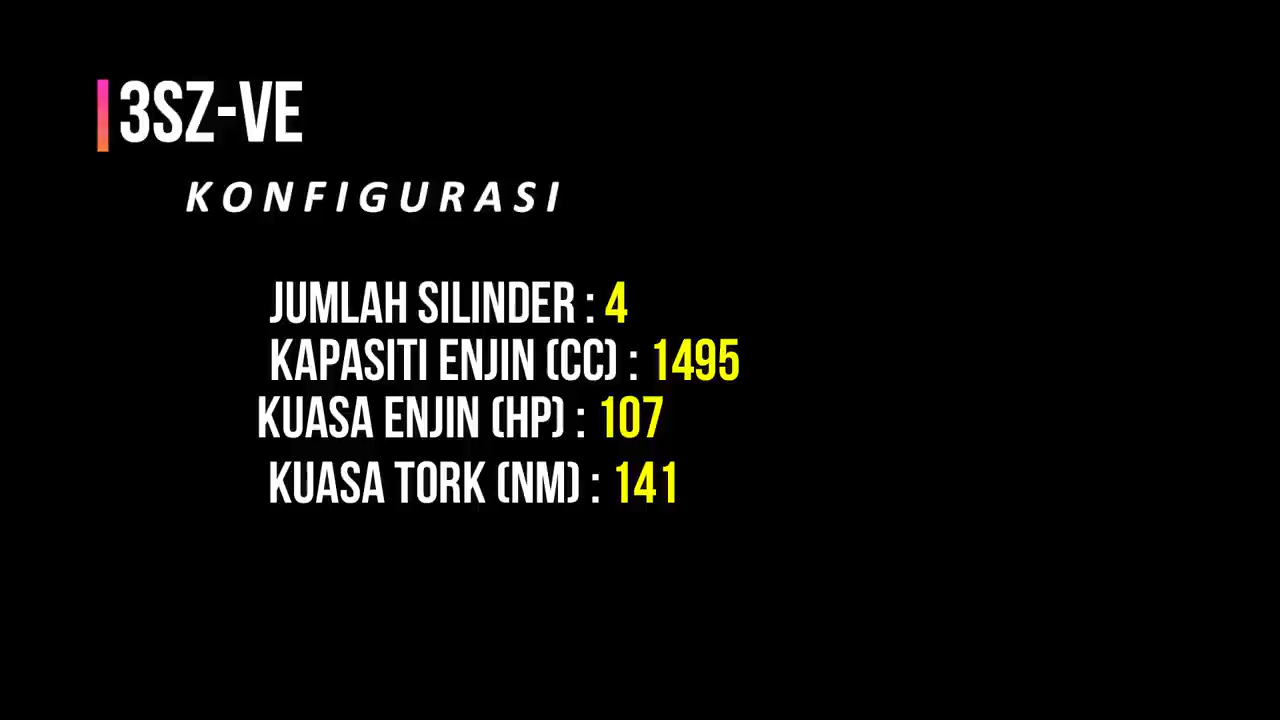 3SZ-VE
KONFIGURASI
JUMLAH SILINDER : 4
KAPASITI ENJIN (CC) : 1495
KUASA ENJIN (HP) : 107
KUASA TORK (NM) : 141